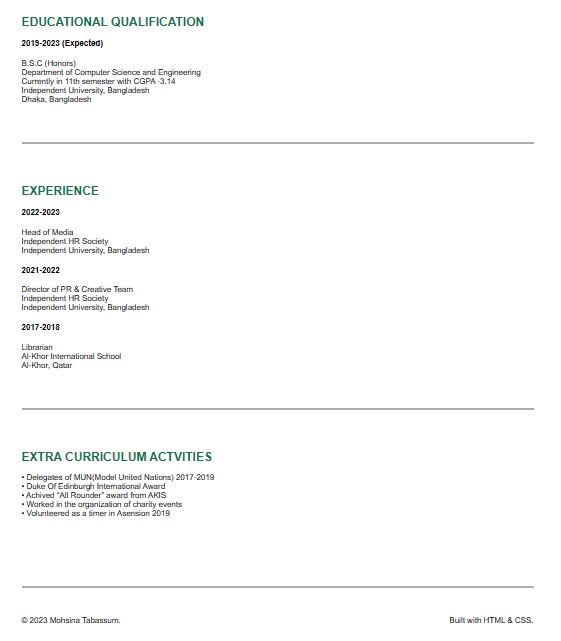 EDUCATIONAL QUALIFICATION
2019-2023 (Expected)
B.S.C (Honors)
Department of Computer Science and Engineering
Currently in 11th semester with CGPA -3.14
Independent University, Bangladesh
Dhaka, Bangladesh
EXPERIENCE
2022-2023
Head of Media
Independent HR Society
Independent University, Bangladesh
2021-2022
Director of PR & Creative Team
Independent HR Society
Independent University, Bangladesh
2017-2018
Librarian
Al-Khor International School
Al-Khor, Qatar
EXTRA CURRICULUM ACTVITIES
• Delegates of MUN(Model United Nations) 2017-2019
• Duke Of Edinburgh International Award
• Achived “All Rounder” award from AKIS
• Worked in the organization of charity events
• Volunteered as a timer in Asension 2019
© 2023 Mohsina Tabassum. Built with HTML & CSS.